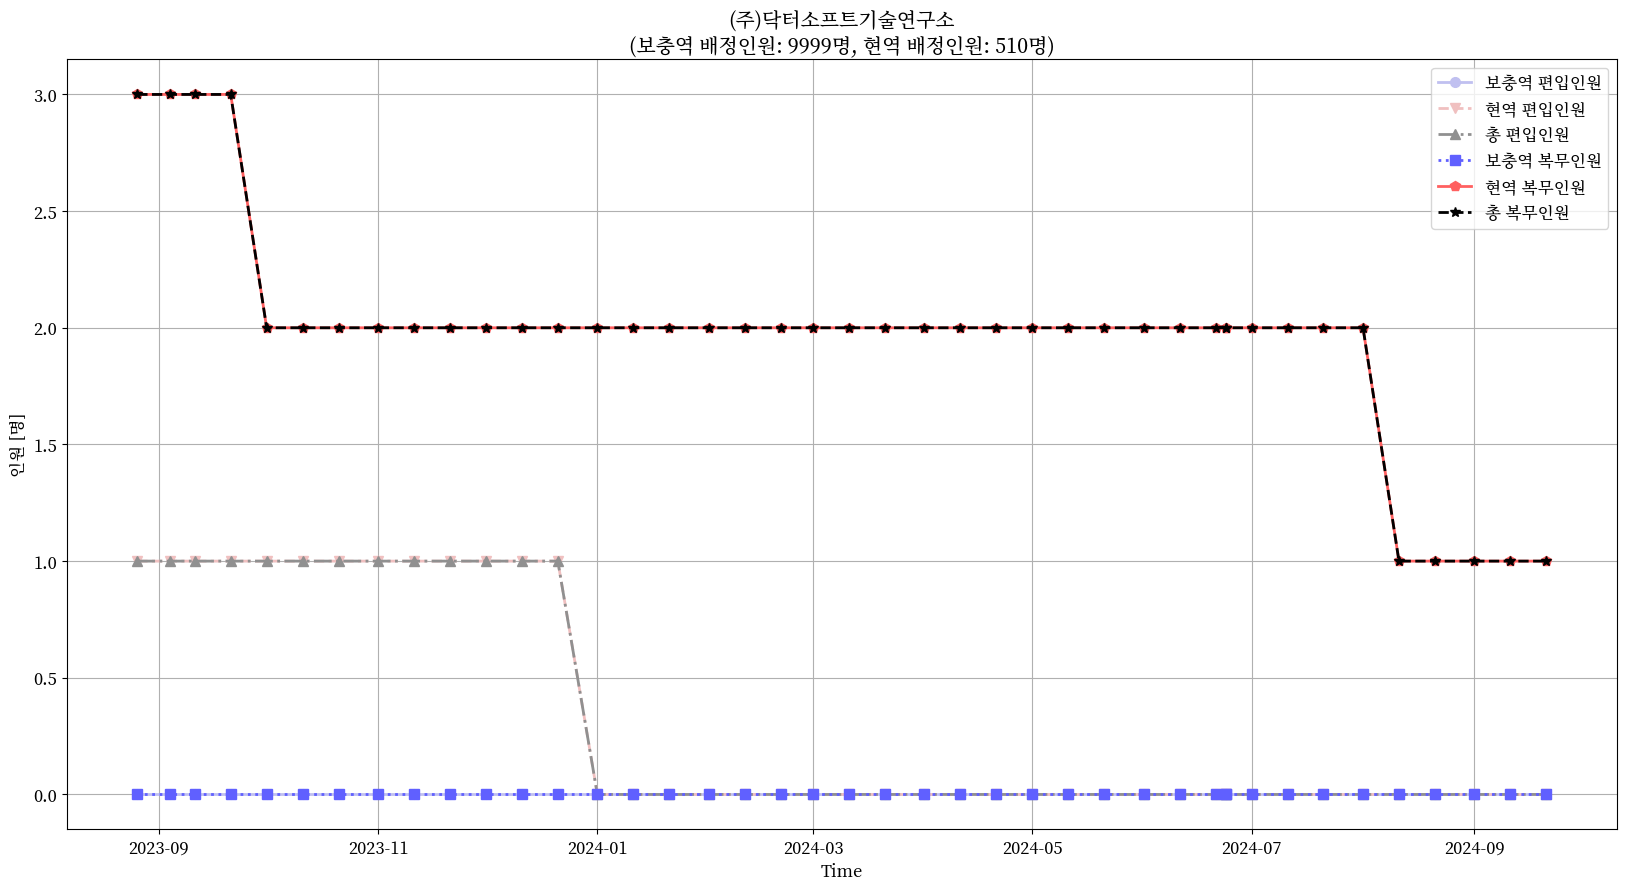 (주)닥터소프트기술연구소
(보충역 배정인원: 9999명, 현역 배정인원: 510명)
보충역 편입인원
현역 편입인원
총 편입인원
보충역 복무인원
현역 복무인원
총 복무인원
인원 [명]
3.0
2.5
2.0
1.5
1.0
0.5
0.0
2023-09 2023-11 2024-01 2024-03 2024-05 2024-07 2024-09
Time